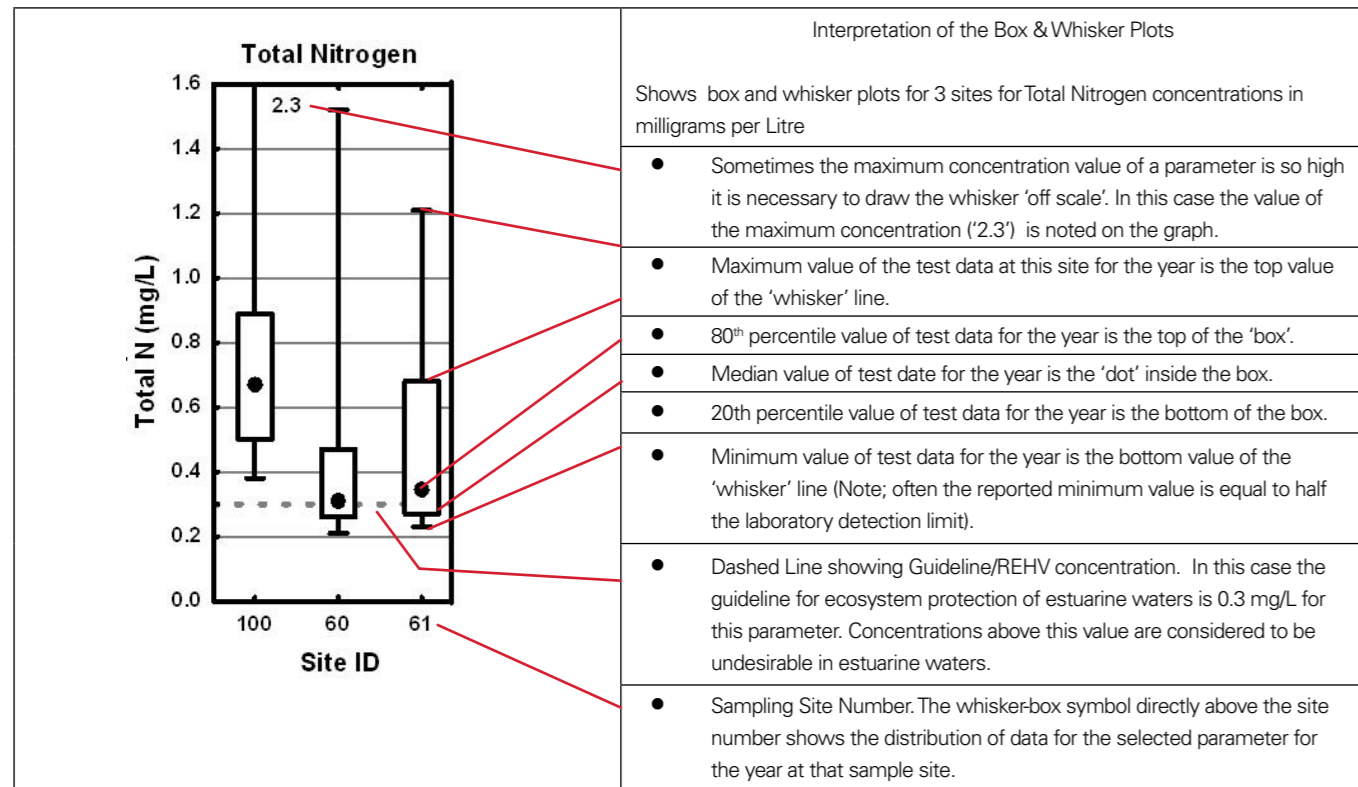 Total Nitrogen
1.6
2.3
1.4
1.2
1.0
0.8
0.6
0.4
0.2
0.0
Total N (mg/L)
100 60 61
Site ID
Interpretation of the Box & Whisker Plots
Shows box and whisker plots for 3 sites for Total Nitrogen concentrations in
milligrams per Litre
● Sometimes the maximum concentration value of a parameter is so high
it is necessary to draw the whisker ‘off scale’. In this case the value of
the maximum concentration (‘2.3’) is noted on the graph.
● Maximum value of the test data at this site for the year is the top value
of the ‘whisker’ line.
● 80th percentile value of test data for the year is the top of the ‘box’.
● Median value of test date for the year is the ‘dot’ inside the box.
● 20th percentile value of test data for the year is the bottom of the box.
● Minimum value of test data for the year is the bottom value of the
‘whisker’ line (Note; often the reported minimum value is equal to half
the laboratory detection limit).
● Dashed Line showing Guideline/REHV concentration. In this case the
guideline for ecosystem protection of estuarine waters is 0.3 mg/L for
this parameter. Concentrations above this value are considered to be
undesirable in estuarine waters.
● Sampling Site Number. The whisker-box symbol directly above the site
number shows the distribution of data for the selected parameter for
the year at that sample site.